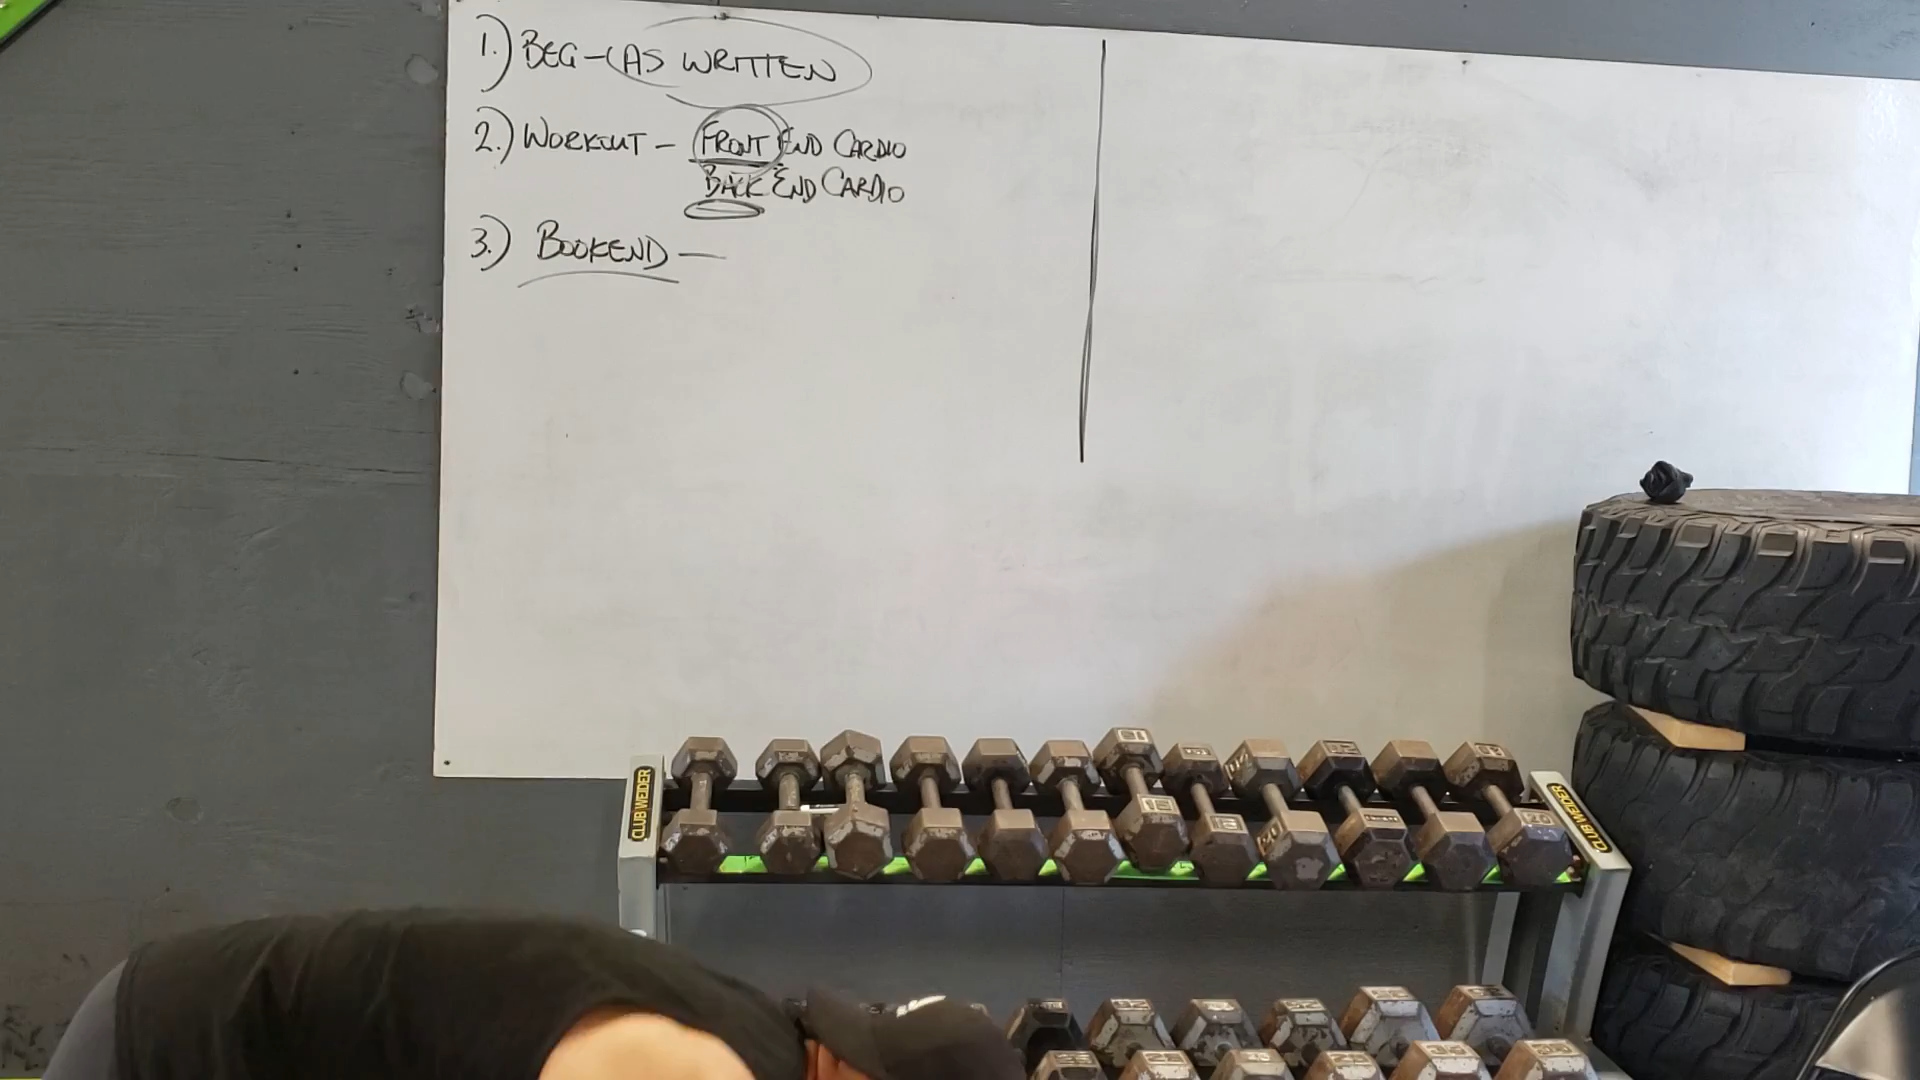 1.) BEG - (AS WRITTEN
2.) WORKOUT - FRONT END CARDIO
BACK END CARDIO
3.) BOOKEND -
CLUB WEIDER
CLUB WEIDER